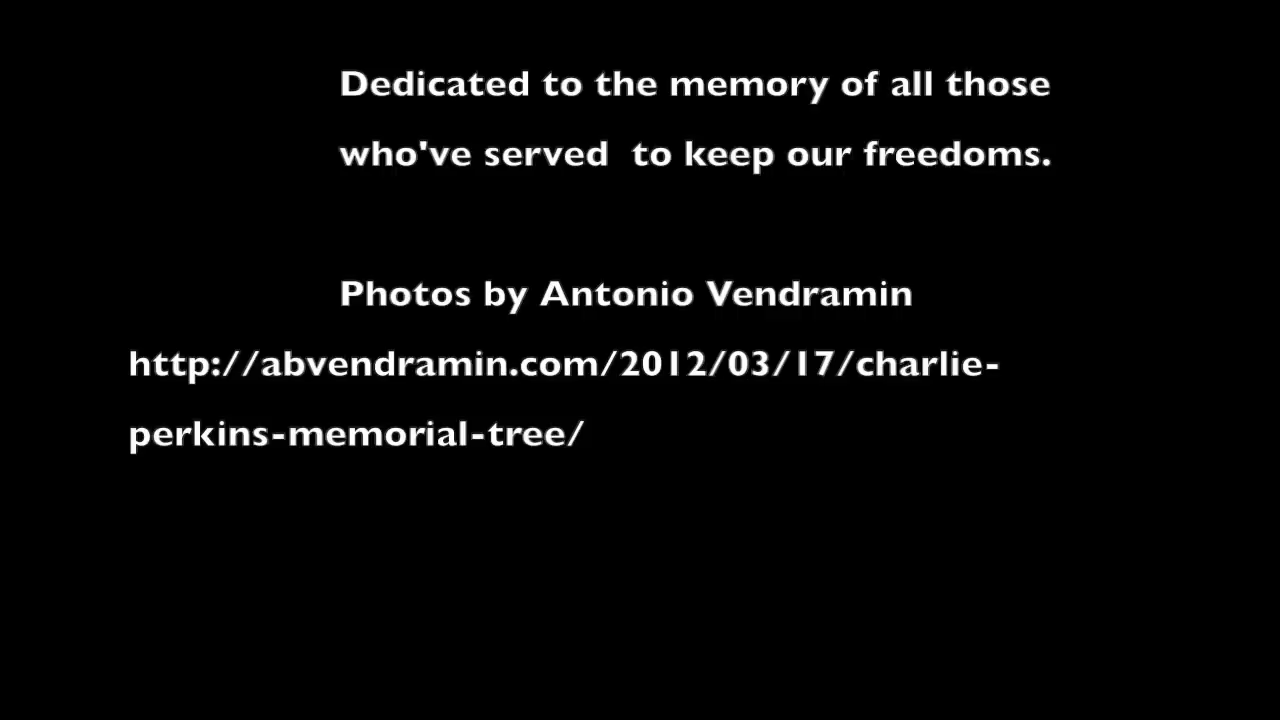 Dedicated to the memory of all those
who've served  to keep our freedoms.
Photos by Antonio Vendramin
http://abvendramin.com/2012/03/17/charlie-
perkins-memorial-tree/